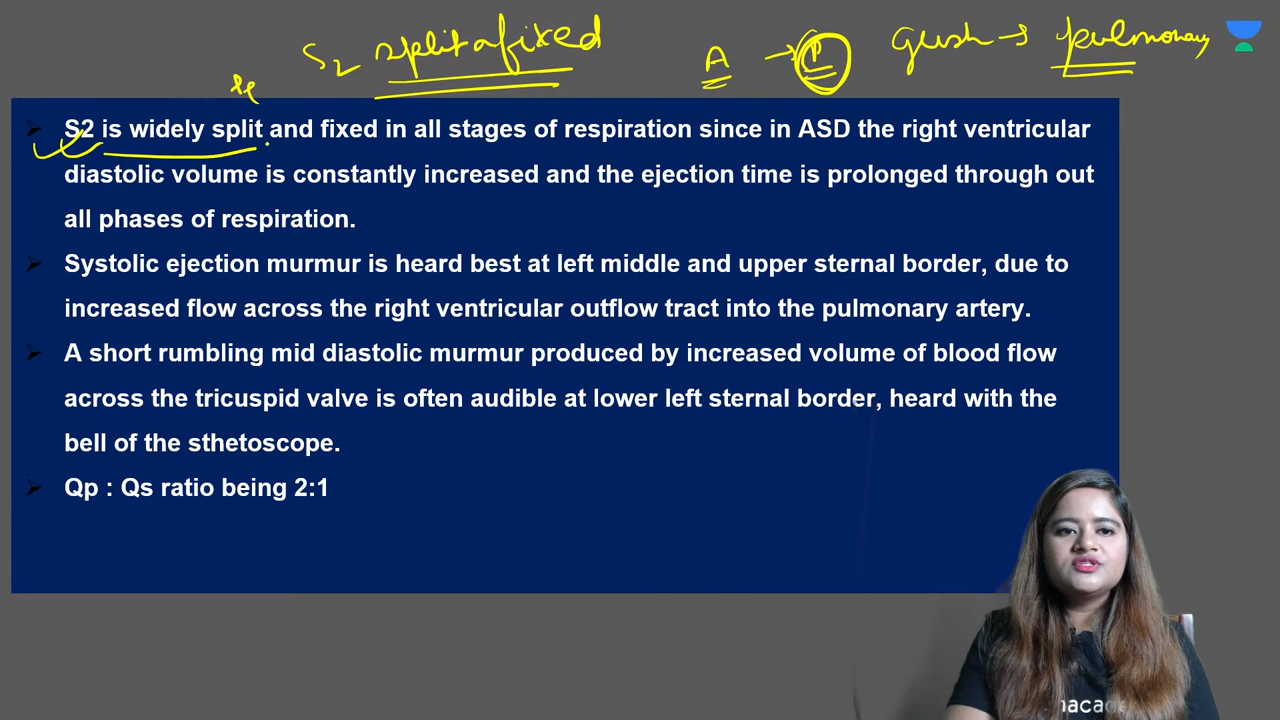 S2 split & fixed
A → P
gush → pulmonary
S2 is widely split and fixed in all stages of respiration since in ASD the right ventricular
diastolic volume is constantly increased and the ejection time is prolonged through out
all phases of respiration.
Systolic ejection murmur is heard best at left middle and upper sternal border, due to
increased flow across the right ventricular outflow tract into the pulmonary artery.
A short rumbling mid diastolic murmur produced by increased volume of blood flow
across the tricuspid valve is often audible at lower left sternal border, heard with the
bell of the sthetoscope.
Qp : Qs ratio being 2:1